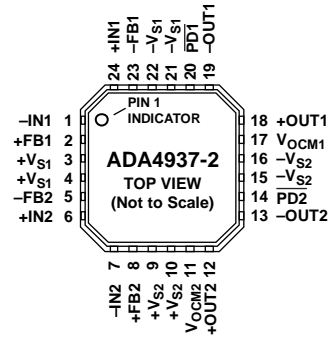 24 +IN1
23 –FB1
22 –VS1
21 –VS1
20 PD1
19 –OUT1
–IN1 1
+FB1 2
+VS1 3
+VS1 4
–FB2 5
+IN2 6
PIN 1
INDICATOR
ADA4937-2
TOP VIEW
(Not to Scale)
18 +OUT1
17 VOCM1
16 –VS2
15 –VS2
14 PD2
13 –OUT2
–IN2 7
+FB2 8
+VS2 9
+VS2 10
VOCM2 11
+OUT2 12